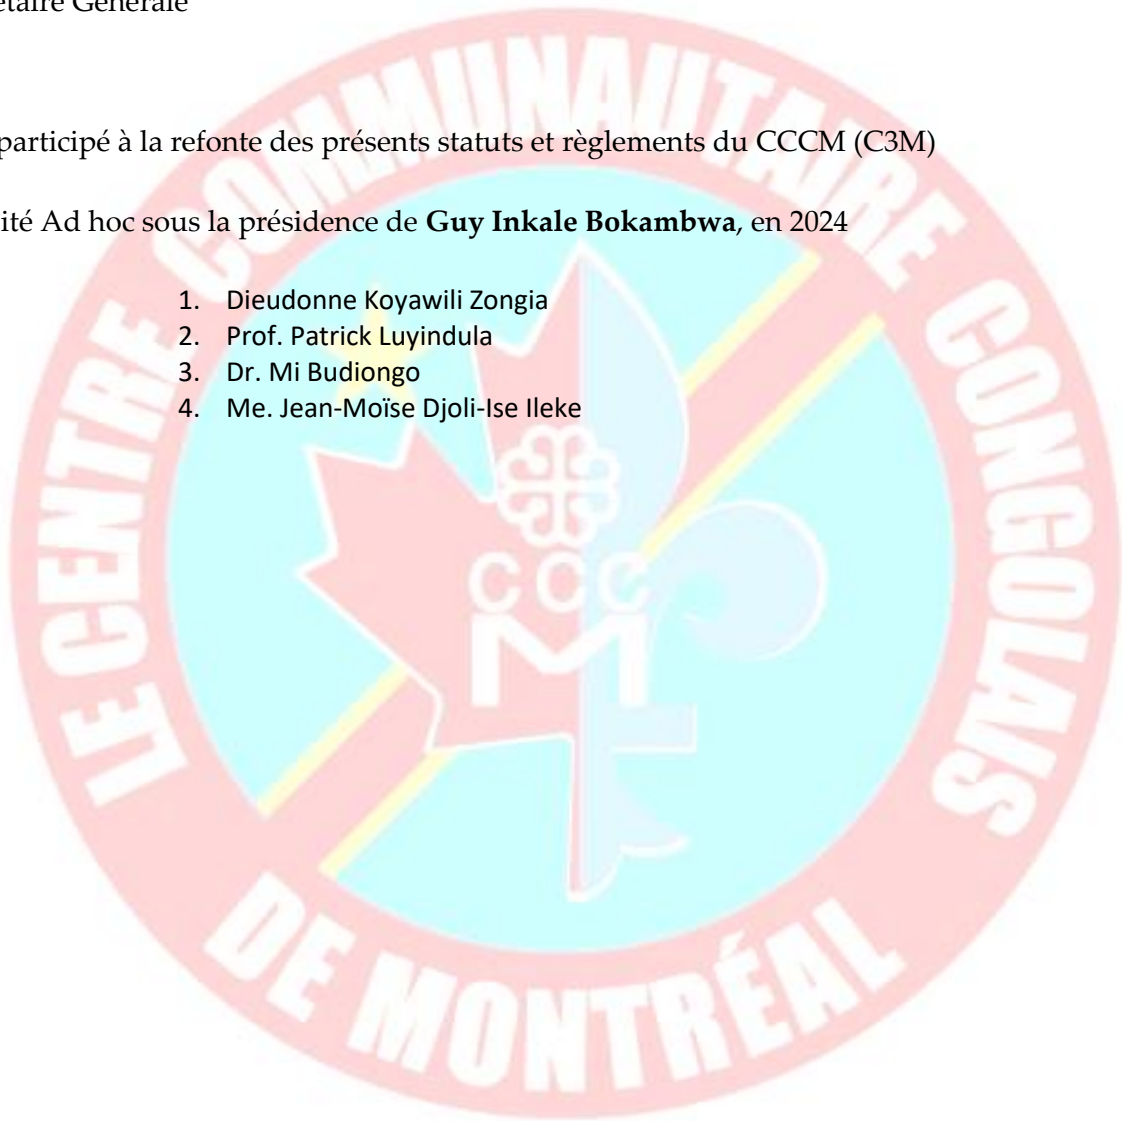 étaire Générale
participé à la refonte des présents statuts et règlements du CCCM (C3M)
ité Ad hoc sous la présidence de Guy Inkale Bokambwa, en 2024
1. Dieudonne Koyawili Zongia
2. Prof. Patrick Luyindula
3. Dr. Mi Budiongo
4. Me. Jean-Moïse Djoli-Ise Ileke
LE CENTRE COMMUNAUTAIRE CONGOLAIS
CCC
M
DE MONTRÉAL